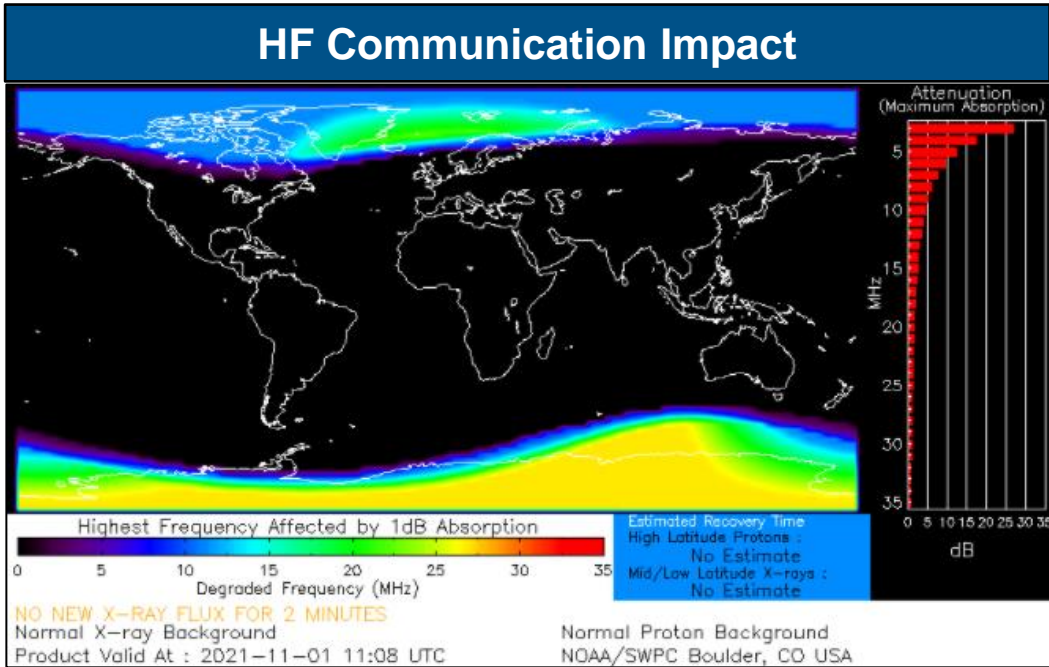 HF Communication Impact
Attenuation
(Maximum Absorption)
5
10
15
MHz
20
25
30
35
0 5 10 15 20 25 30 35
dB
Highest Frequency Affected by 1dB Absorption
0 5 10 15 20 25 30 35
Degraded Frequency (MHz)
Estimated Recovery Time
High Latitude Protons :
No Estimate
Mid/Low Latitude X-rays :
No Estimate
NO NEW X-RAY FLUX FOR 2 MINUTES
Normal X-ray Background
Normal Proton Background
Product Valid At : 2021-11-01 11:08 UTC
NOAA/SWPC Boulder, CO USA